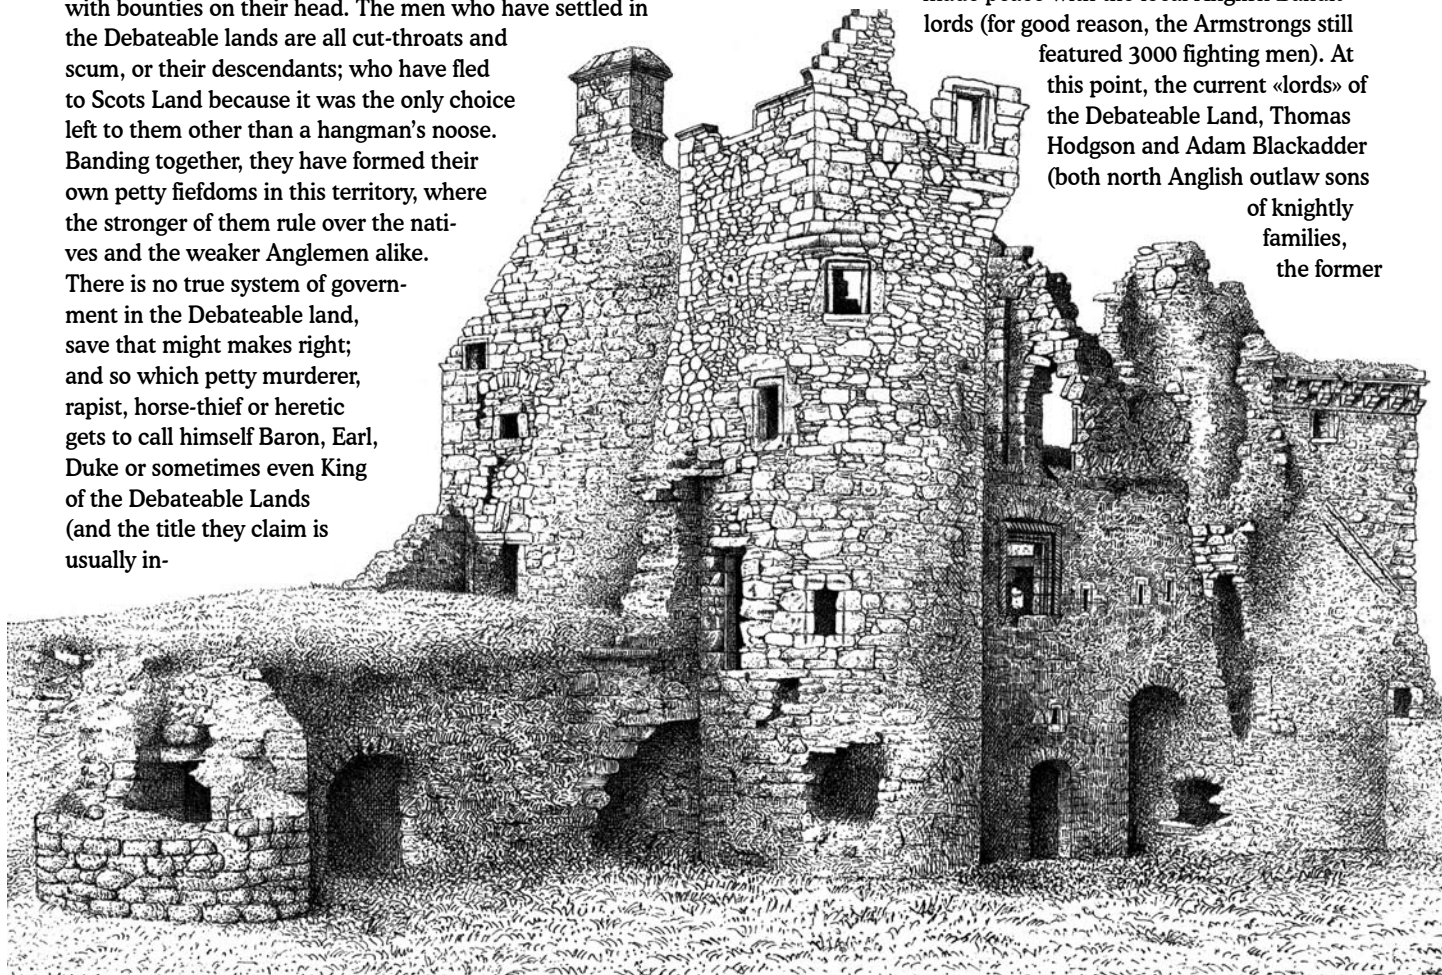 with bounties on their head. The men who have settled in
the Debateable lands are all cut-throats and
scum, or their descendants; who have fled
to Scots Land because it was the only choice
left to them other than a hangman's noose.
Banding together, they have formed their
own petty fiefdoms in this territory, where
the stronger of them rule over the nati-
ves and the weaker Anglemen alike.
There is no true system of govern-
ment in the Debateable land,
save that might makes right;
and so which petty murderer,
rapist, horse-thief or heretic
gets to call himself Baron, Earl,
Duke or sometimes even King
of the Debateable Lands
(and the title they claim is
usually in-
made peace with the local Anglish Bandit
lords (for good reason, the Armstrongs still
featured 3000 fighting men). At
this point, the current «lords» of
the Debateable Land, Thomas
Hodgson and Adam Blackadder
(both north Anglish outlaw sons
of knightly
families,
the former